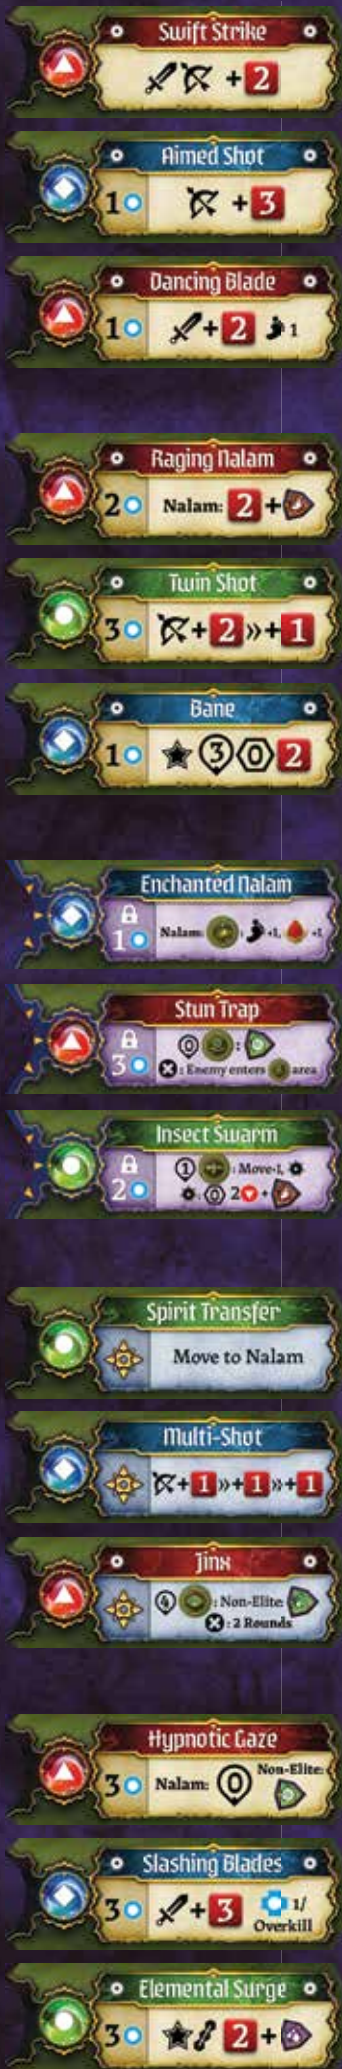 Swift Strike
+2
Aimed Shot
1 +3
Dancing Blade
1 +2 1
Raging Nalam
2 Nalam: 2 +
Twin Shot
3 +2 » +1
Bane
1 3 0 2
Enchanted Nalam
1 Nalam: : +1, +1
Stun Trap
0 :
3 : Enemy enters area
Insect Swarm
1 : Move-1,
2 : 0 2 +
Spirit Transfer
Move to Nalam
Multi-Shot
+1 » +1 » +1
Jinx
4 : Non-Elite:
: 2 Rounds
Hypnotic Gaze
3 Nalam: 0 Non-Elite:
Slashing Blades
3 +3 1/
Overkill
Elemental Surge
3 2 +